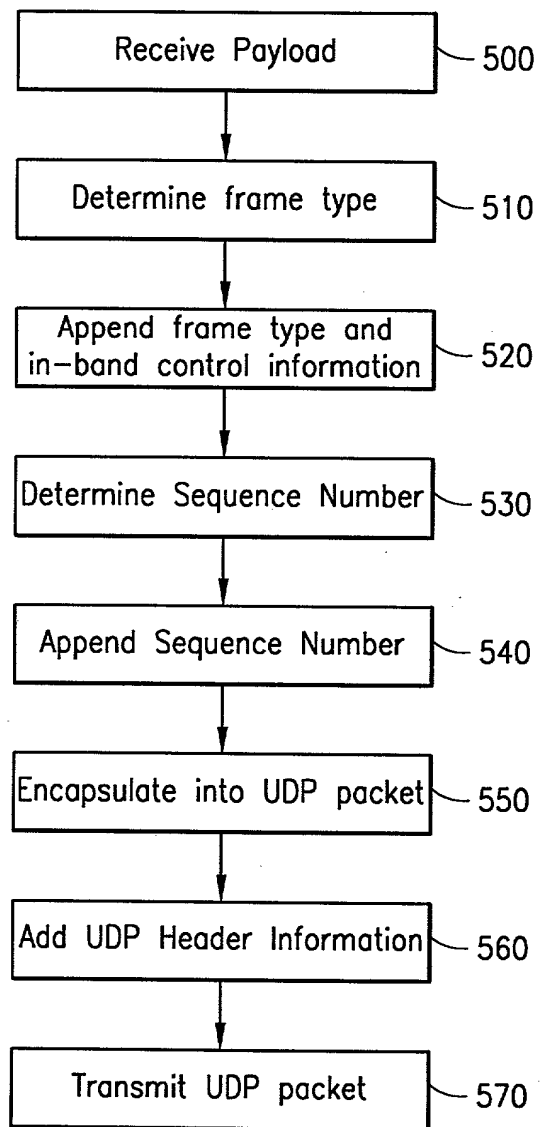 Receive Payload
500
Determine frame type
510
Append frame type and
in-band control information
520
Determine Sequence Number
530
Append Sequence Number
540
Encapsulate into UDP packet
550
Add UDP Header Information
560
Transmit UDP packet
570